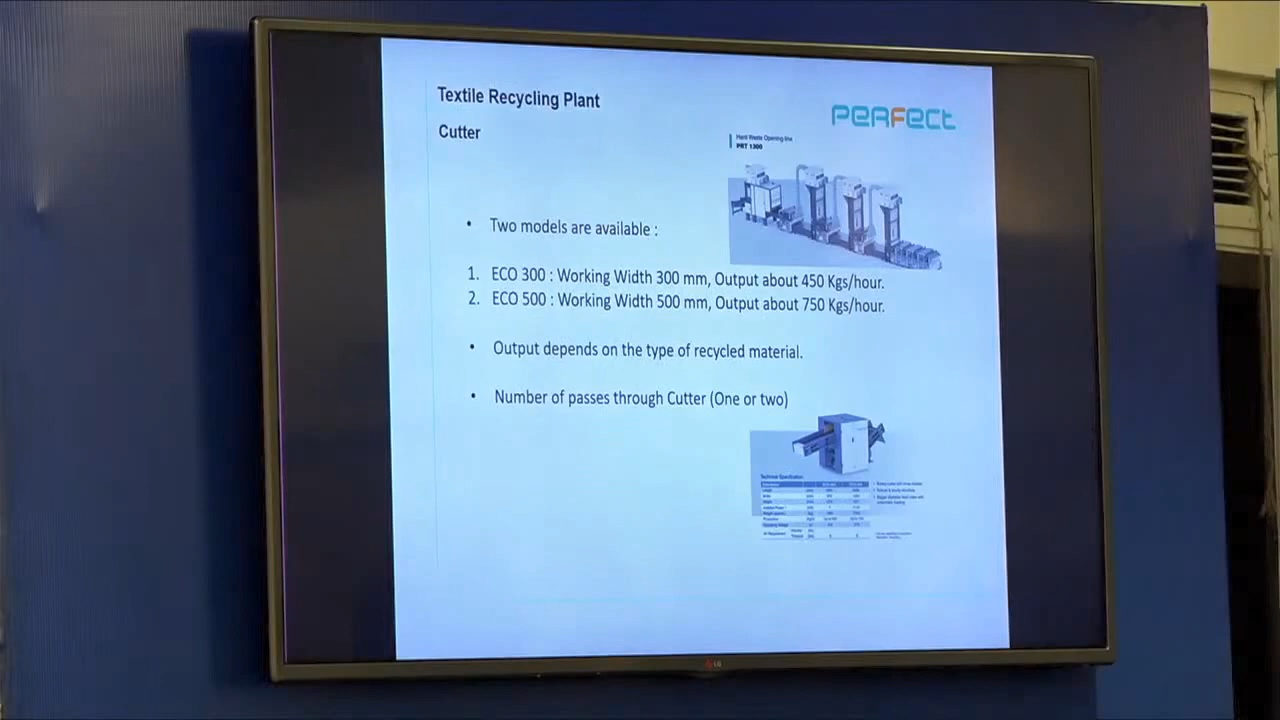 Textile Recycling Plant
PERFECT
Cutter
Hard Waste Opening line
PRT 1300
• Two models are available :
1. ECO 300 : Working Width 300 mm, Output about 450 Kgs/hour.
2. ECO 500 : Working Width 500 mm, Output about 750 Kgs/hour.
• Output depends on the type of recycled material.
• Number of passes through Cutter (One or two)
Technical Specification
LG